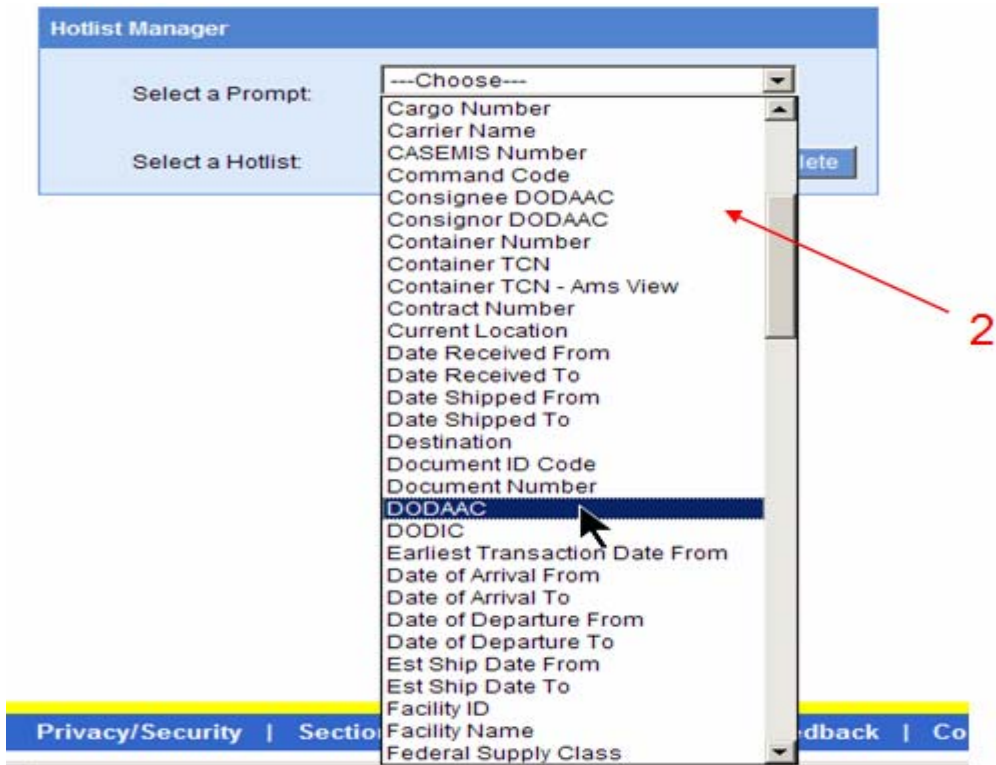 Hotlist Manager
Select a Prompt:
---Choose---
Select a Hotlist:
lete
Cargo Number
Carrier Name
CASEMIS Number
Command Code
Consignee DODAAC
Consignor DODAAC
Container Number
Container TCN
Container TCN - Ams View
Contract Number
Current Location
Date Received From
Date Received To
Date Shipped From
Date Shipped To
Destination
Document ID Code
Document Number
DODAAC
DODIC
Earliest Transaction Date From
Date of Arrival From
Date of Arrival To
Date of Departure From
Date of Departure To
Est Ship Date From
Est Ship Date To
Facility ID
Facility Name
Federal Supply Class
2
Privacy/Security | Sectio dback | Co